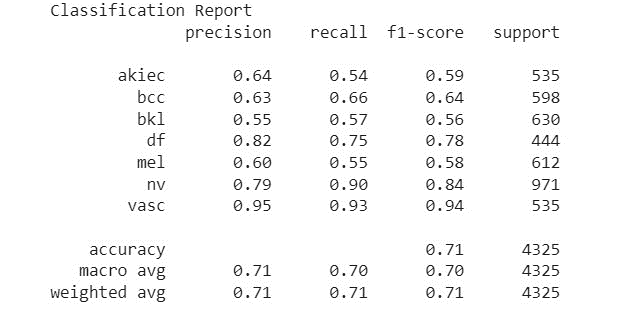 Classification Report
precision recall f1-score support
akiec 0.64 0.54 0.59 535
bcc 0.63 0.66 0.64 598
bkl 0.55 0.57 0.56 630
df 0.82 0.75 0.78 444
mel 0.60 0.55 0.58 612
nv 0.79 0.90 0.84 971
vasc 0.95 0.93 0.94 535
accuracy 0.71 4325
macro avg 0.71 0.70 0.70 4325
weighted avg 0.71 0.71 0.71 4325